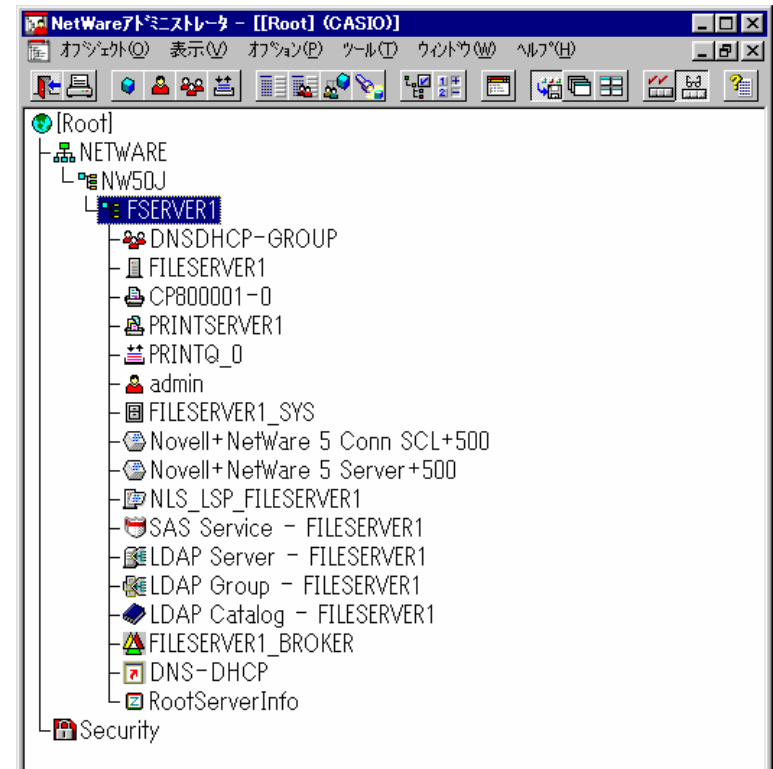 NetWareｱﾄﾞﾐﾆｽﾄﾚｰﾀ - [[Root] (CASIO)]
ｵﾌﾞｼﾞｪｸﾄ(O) 表示(V) ｵﾌﾟｼｮﾝ(P) ﾂｰﾙ(T) ｳｨﾝﾄﾞｳ(W) ﾍﾙﾌﾟ(H)
[Root]
NETWARE
NW50J
FSERVER1
DNSDHCP-GROUP
FILESERVER1
CP800001-0
PRINTSERVER1
PRINTQ_0
admin
FILESERVER1_SYS
Novell+NetWare 5 Conn SCL+500
Novell+NetWare 5 Server+500
NLS_LSP_FILESERVER1
SAS Service - FILESERVER1
LDAP Server - FILESERVER1
LDAP Group - FILESERVER1
LDAP Catalog - FILESERVER1
FILESERVER1_BROKER
DNS-DHCP
RootServerInfo
Security